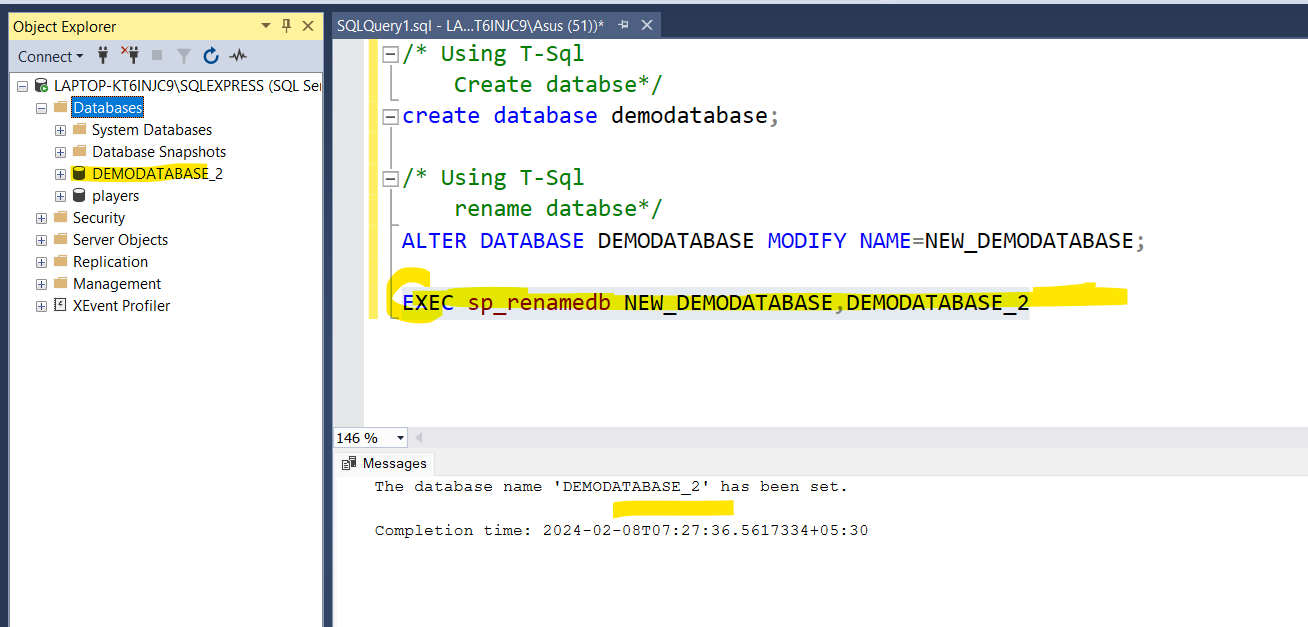 Object Explorer
Connect
LAPTOP-KT6INJC9\SQLEXPRESS (SQL Ser
Databases
System Databases
Database Snapshots
DEMODATABASE_2
players
Security
Server Objects
Replication
Management
XEvent Profiler
SQLQuery1.sql - LA...T6INJC9\Asus (51))*
/* Using T-Sql
Create databse*/
create database demodatabase;
/* Using T-Sql
rename databse*/
ALTER DATABASE DEMODATABASE MODIFY NAME=NEW_DEMODATABASE;
EXEC sp_renamedb NEW_DEMODATABASE,DEMODATABASE_2
146 %
Messages
The database name 'DEMODATABASE_2' has been set.
Completion time: 2024-02-08T07:27:36.5617334+05:30